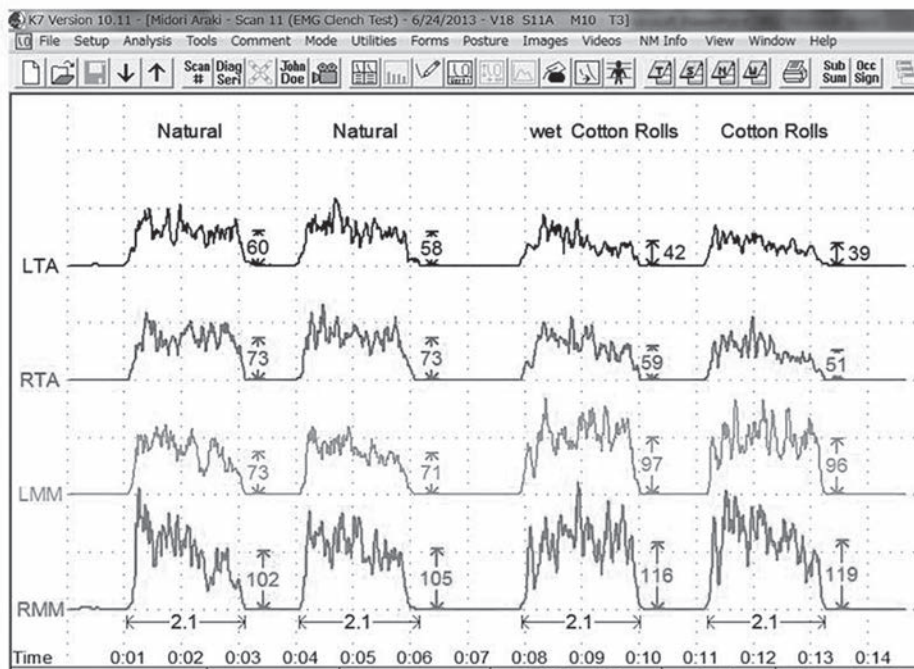 K7 Version 10.11 - [Midori Araki - Scan 11 (EMG Clench Test) - 6/24/2013 - V18 S11A M10 T3]
File Setup Analysis Tools Comment Mode Utilities Forms Posture Images Videos NM Info View Window Help
Scan # Diag Seri John Doe Sub Sum Occ Sign
Natural Natural wet Cotton Rolls Cotton Rolls
LTA 60 58 42 39
RTA 73 73 59 51
LMM 73 71 97 96
RMM 102 105 116 119
2.1 2.1 2.1 2.1
Time 0:01 0:02 0:03 0:04 0:05 0:06 0:07 0:08 0:09 0:10 0:11 0:12 0:13 0:14